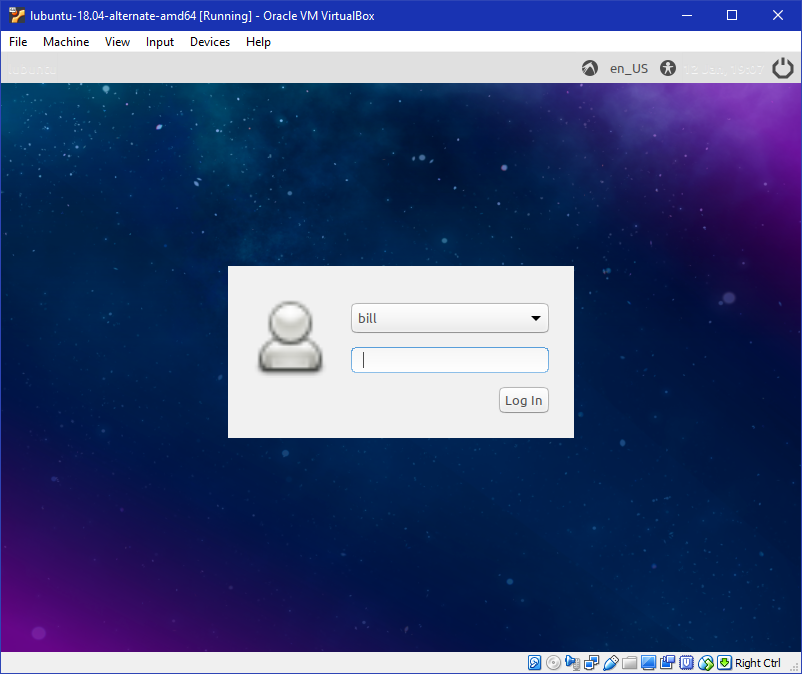 lubuntu-18.04-alternate-amd64 [Running] - Oracle VM VirtualBox
File Machine View Input Devices Help
lubuntu en_US
bill
Log In
Right Ctrl